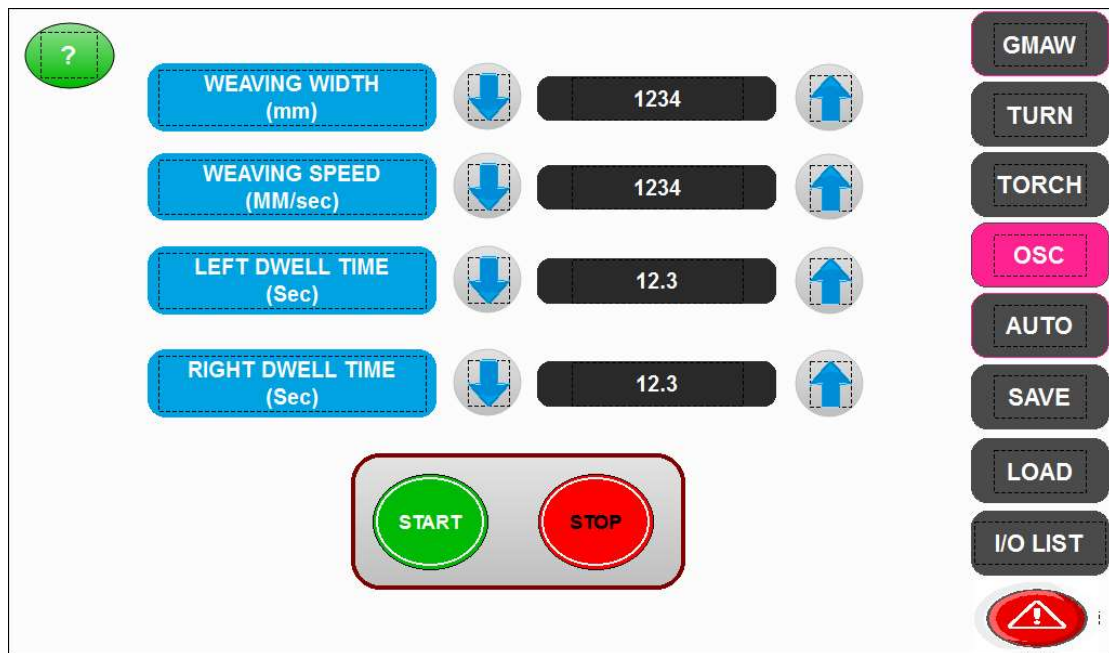 ?
WEAVING WIDTH
(mm)
1234
WEAVING SPEED
(MM/sec)
1234
LEFT DWELL TIME
(Sec)
12.3
RIGHT DWELL TIME
(Sec)
12.3
START
STOP
GMAW
TURN
TORCH
OSC
AUTO
SAVE
LOAD
I/O LIST
!